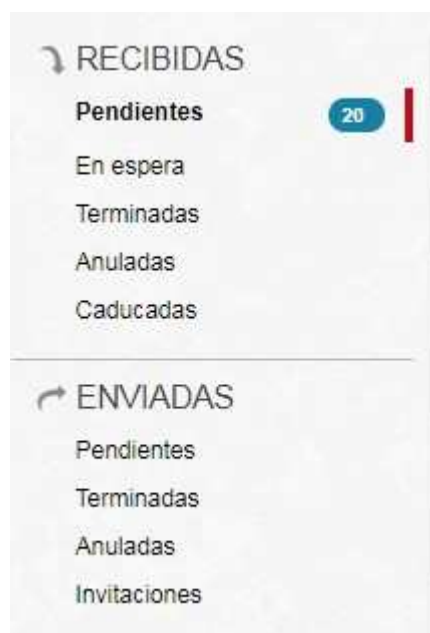 RECIBIDAS
Pendientes 20
En espera
Terminadas
Anuladas
Caducadas
ENVIADAS
Pendientes
Terminadas
Anuladas
Invitaciones